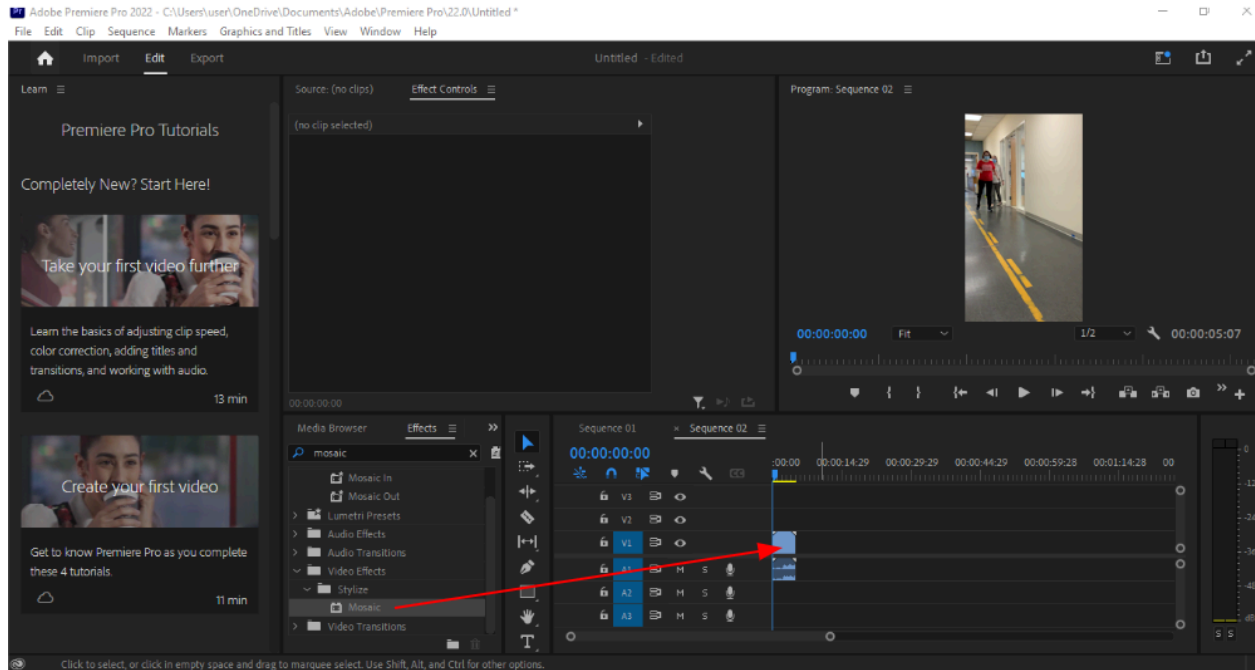 Adobe Premiere Pro 2022 - C:\Users\user\OneDrive\Documents\Adobe\Premiere Pro\22.0\Untitled *
File Edit Clip Sequence Markers Graphics and Titles View Window Help
Import Edit Export
Untitled - Edited
Learn
Premiere Pro Tutorials
Completely New? Start Here!
Take your first video further
Learn the basics of adjusting clip speed,
color correction, adding titles and
transitions, and working with audio.
13 min
Create your first video
Get to know Premiere Pro as you complete
these 4 tutorials.
11 min
Source: (no clips) Effect Controls
(no clip selected)
00:00:00:00
Program: Sequence 02
00:00:00:00 Fit 1/2 00:00:05:07
Media Browser Effects
mosaic
Mosaic In
Mosaic Out
Lumetri Presets
Audio Effects
Audio Transitions
Video Effects
Stylize
Mosaic
Video Transitions
Sequence 01 × Sequence 02
00:00:00:00
:00:00 00:00:14:29 00:00:29:29 00:00:44:29 00:00:59:28 00:01:14:28 00
V3
V2
V1
A1 M S
A2 M S
A3 M S
0
-12
-24
-36
-48
dB
S S
Click to select, or click in empty space and drag to marquee select. Use Shift, Alt, and Ctrl for other options.